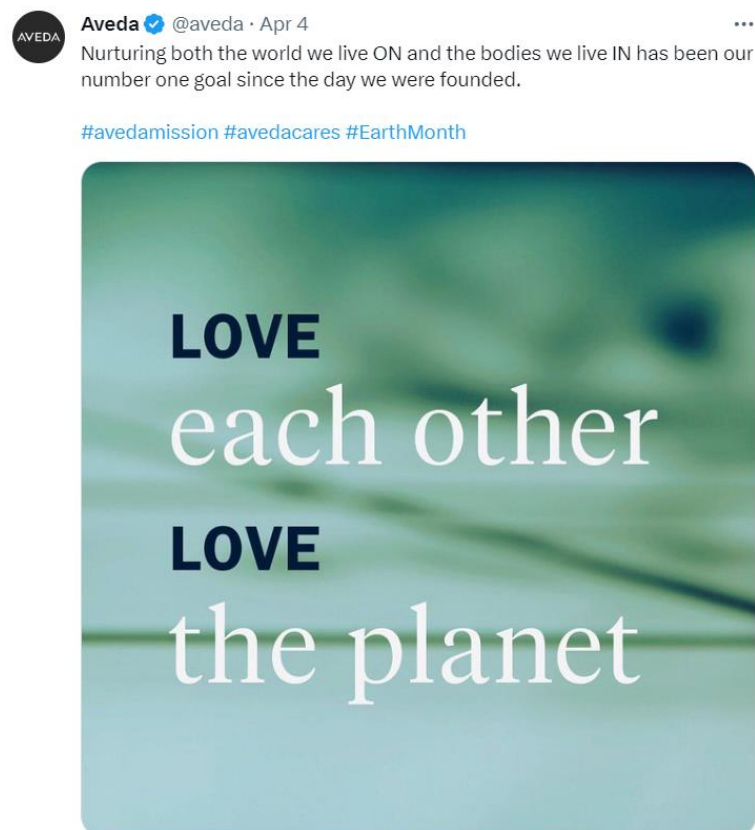 AVEDA
Aveda @aveda · Apr 4
Nurturing both the world we live ON and the bodies we live IN has been our
number one goal since the day we were founded.
#avedamission #avedacares #EarthMonth
LOVE
each other
LOVE
the planet